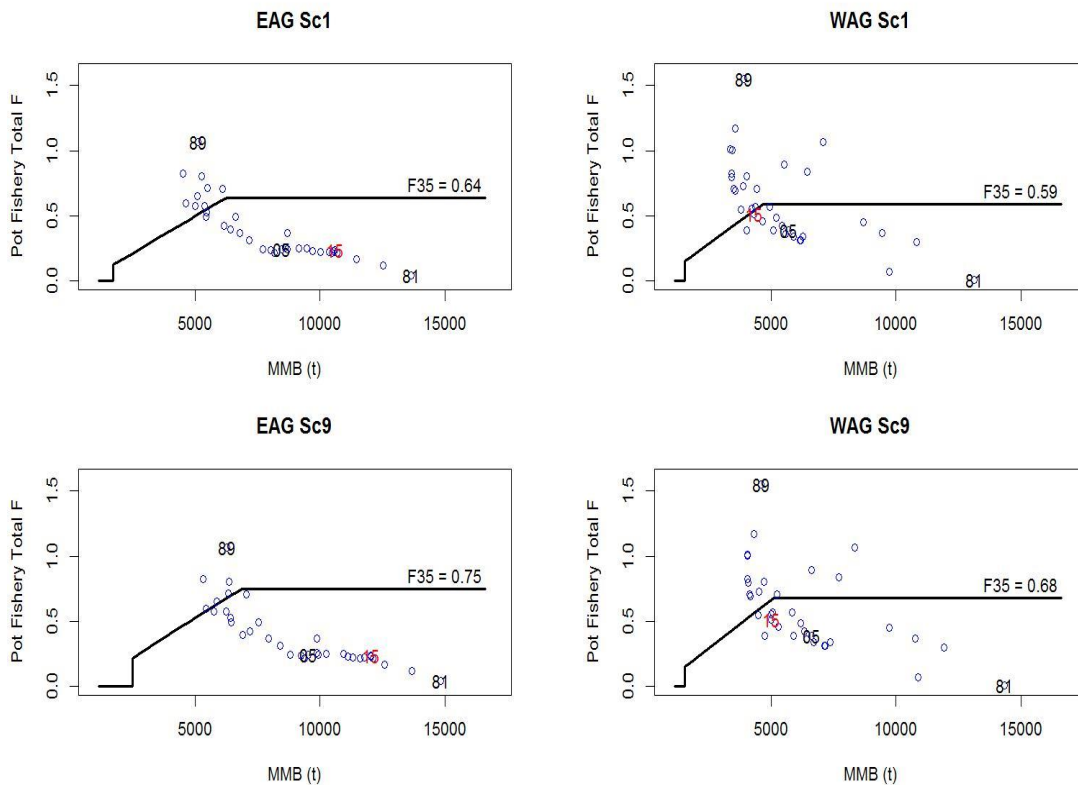 EAG Sc1
WAG Sc1
Pot Fishery Total F
1.5
1.0
0.5
0.0
89
F35 = 0.64
05
15
81
5000 10000 15000
MMB (t)
Pot Fishery Total F
1.5
1.0
0.5
0.0
89
F35 = 0.59
15
05
81
5000 10000 15000
MMB (t)
EAG Sc9
WAG Sc9
Pot Fishery Total F
1.5
1.0
0.5
0.0
89
F35 = 0.75
05
15
81
5000 10000 15000
MMB (t)
Pot Fishery Total F
1.5
1.0
0.5
0.0
89
F35 = 0.68
15
05
81
5000 10000 15000
MMB (t)